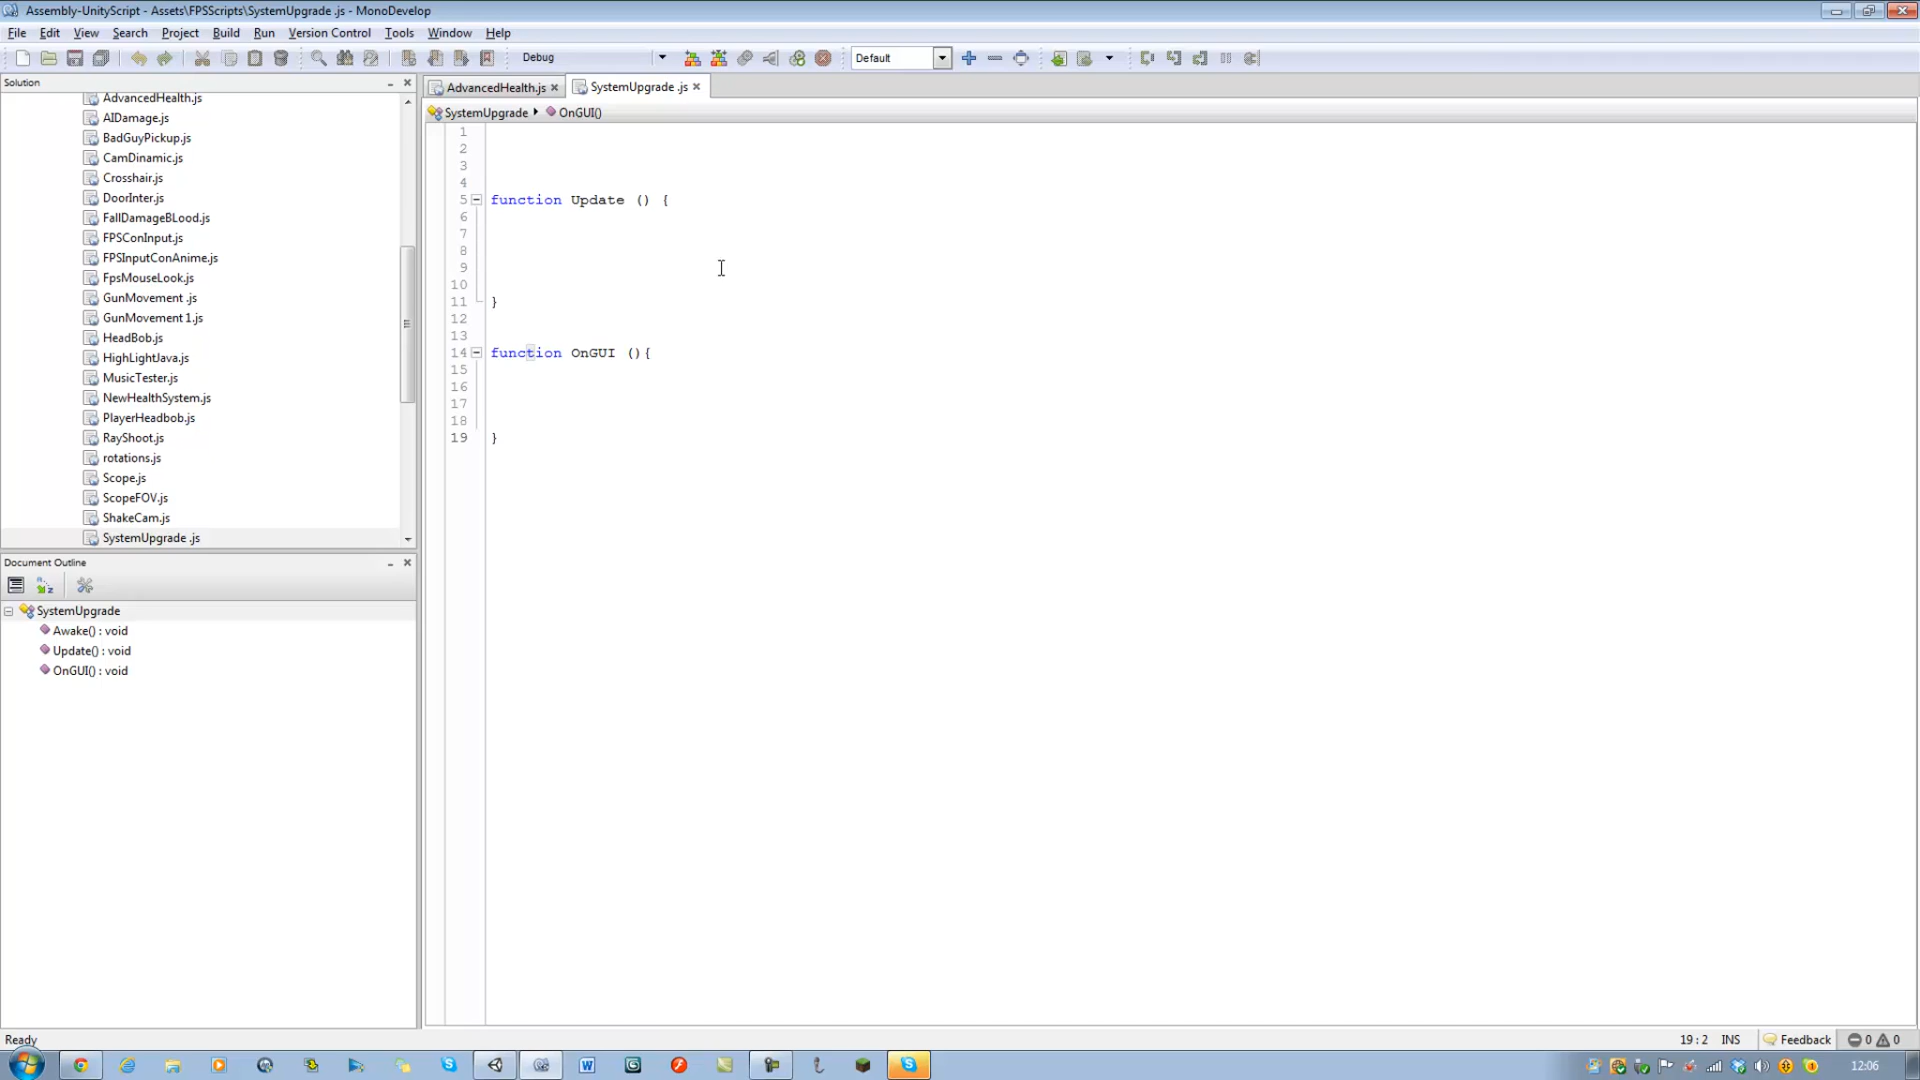 Assembly-UnityScript - Assets\FPSScripts\SystemUpgrade .js - MonoDevelop
File Edit View Search Project Build Run Version Control Tools Window Help
Debug Default
Solution
AdvancedHealth.js SystemUpgrade .js
SystemUpgrade OnGUI()
AdvancedHealth.js
AIDamage.js
BadGuyPickup.js
CamDinamic.js
Crosshair.js
DoorInter.js
FallDamageBLood.js
FPSConInput.js
FPSInputConAnime.js
FpsMouseLook.js
GunMovement .js
GunMovement 1.js
HeadBob.js
HighLightJava.js
MusicTester.js
NewHealthSystem.js
PlayerHeadbob.js
RayShoot.js
rotations.js
Scope.js
ScopeFOV.js
ShakeCam.js
SystemUpgrade .js
Document Outline
SystemUpgrade
Awake() : void
Update() : void
OnGUI() : void
1
2
3
4
5 function Update () {
6
7
8
9
10
11 }
12
13
14 function OnGUI (){
15
16
17
18
19 }
Ready 19 : 2 INS Feedback 0 0
12:06